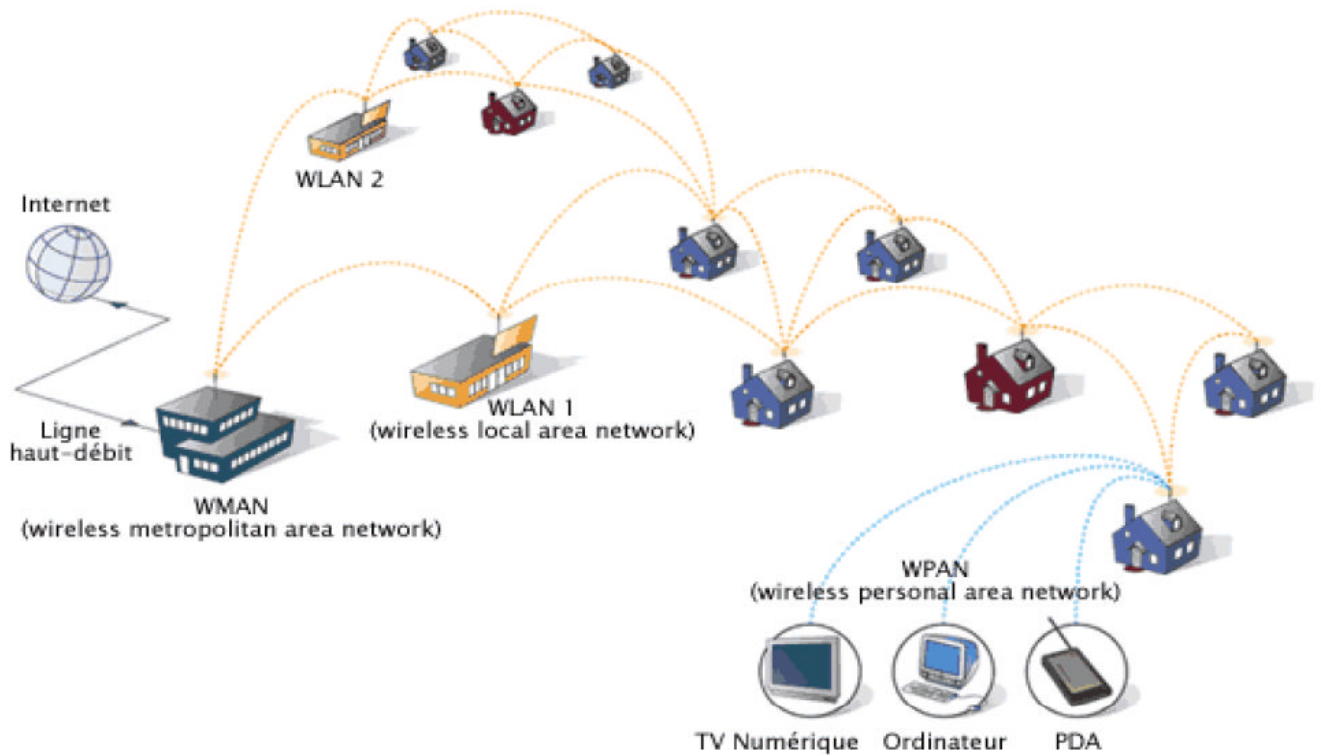 WLAN 2
Internet
Ligne
haut-débit
WLAN 1
(wireless local area network)
WMAN
(wireless metropolitan area network)
WPAN
(wireless personal area network)
TV Numérique
Ordinateur
PDA